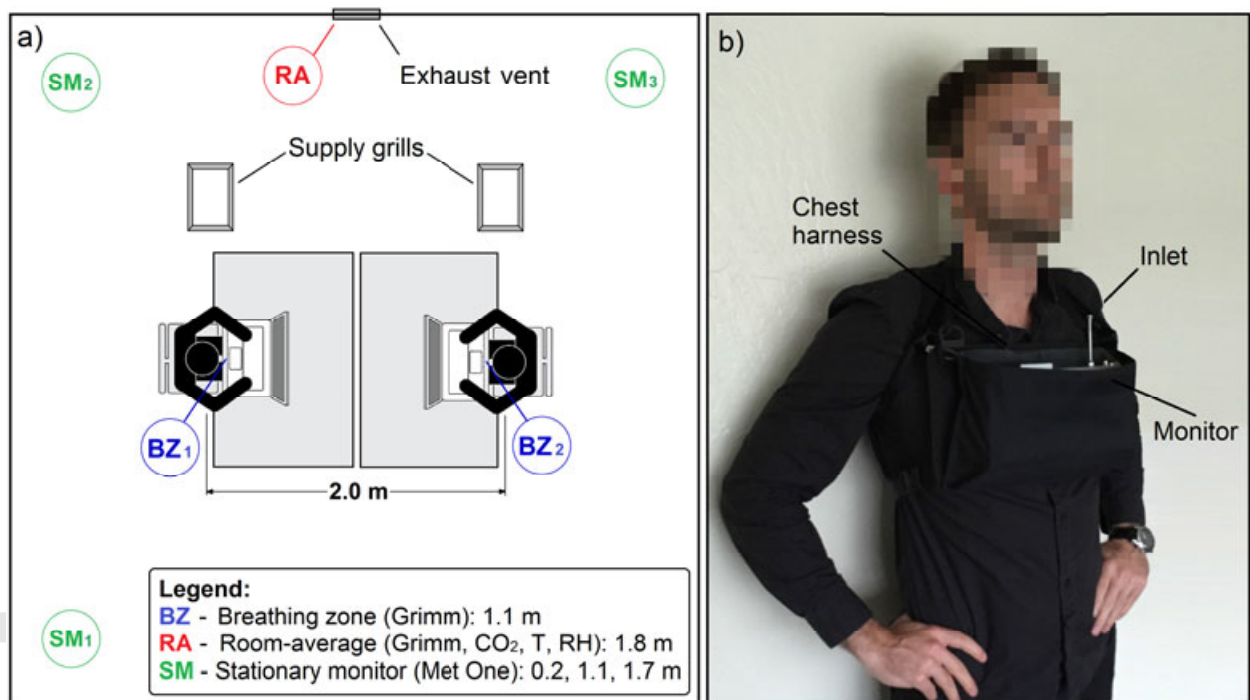 a)
SM2
RA
Exhaust vent
SM3
Supply grills
BZ1
BZ2
2.0 m
SM1
Legend:
BZ - Breathing zone (Grimm): 1.1 m
RA - Room-average (Grimm, CO2, T, RH): 1.8 m
SM - Stationary monitor (Met One): 0.2, 1.1, 1.7 m
b)
Chest
harness
Inlet
Monitor